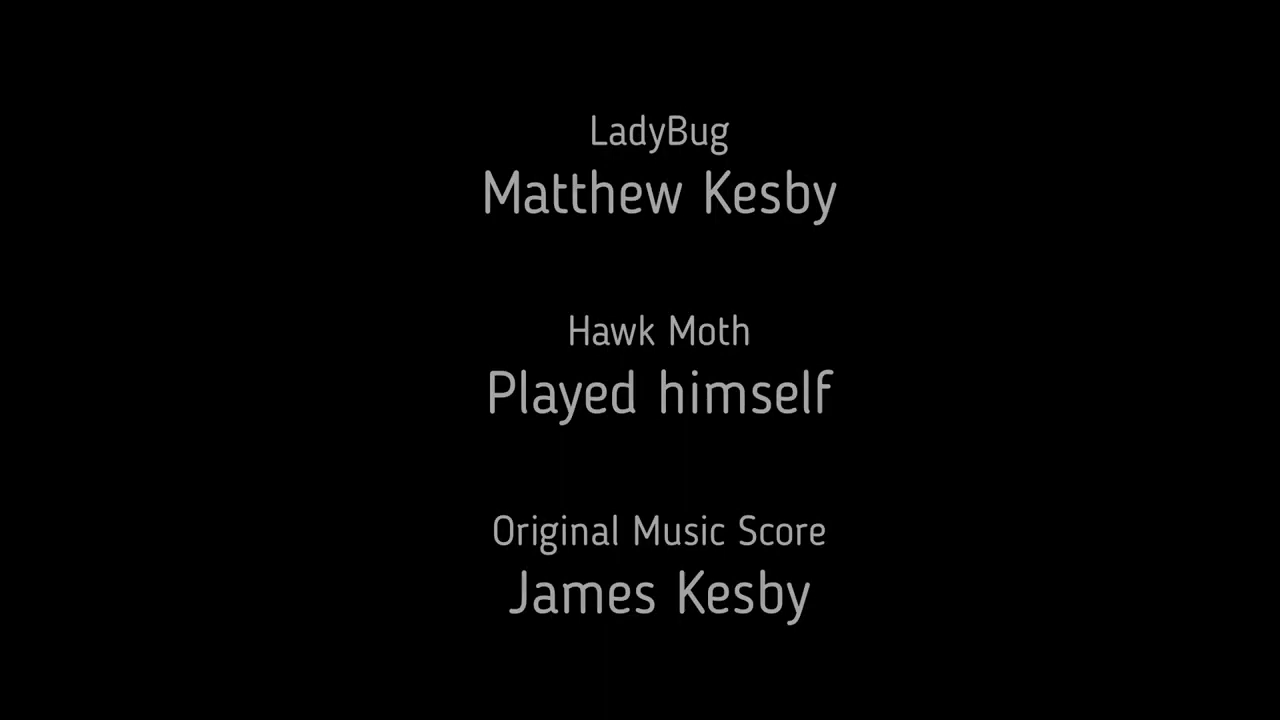 LadyBug
Matthew Kesby
Hawk Moth
Played himself
Original Music Score
James Kesby